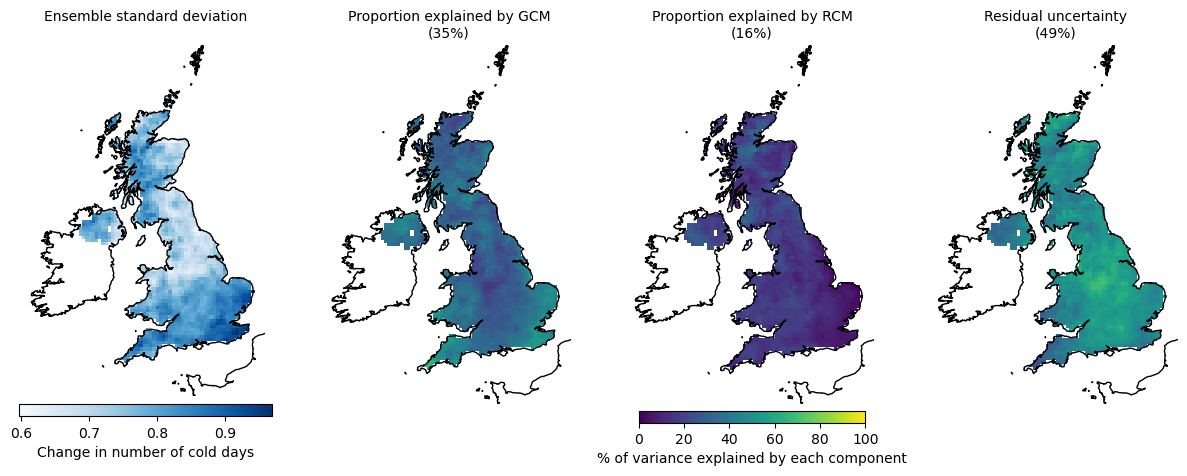 Ensemble standard deviation
Proportion explained by GCM
(35%)
Proportion explained by RCM
(16%)
Residual uncertainty
(49%)
0.6 0.7 0.8 0.9
Change in number of cold days
0 20 40 60 80 100
% of variance explained by each component